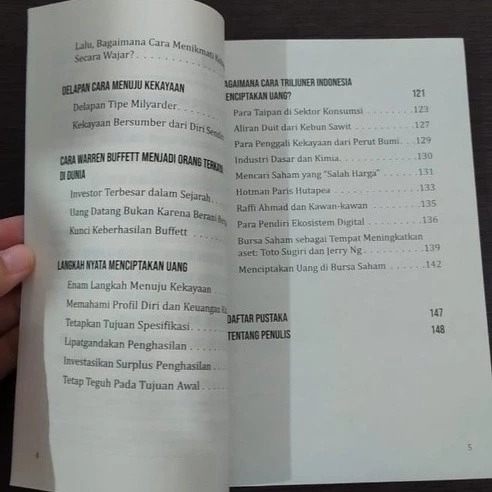 Lalu, Bagaimana Cara Menikmati
Secara Wajar?
DELAPAN CARA MENUJU KEKAYAAN
Delapan Tipe Milyarder. . . . . . .
Kekayaan Bersumber dari Diri
CARA WARREN BUFFETT MENJADI ORANG
DI DUNIA
Investor Terbesar dalam Sejarah. . .
Uang Datang Bukan Karena
Kunci Keberhasilan Buffett . . . . .
LANGKAH NYATA MENCIPTAKAN UANG
Enam Langkah Menuju Kekayaan
Memahami Profil Diri dan Keuangan
Tetapkan Tujuan Spesifikasi . . . . .
Lipatgandakan Penghasilan . . . . .
Investasikan Surplus Penghasilan . .
Tetap Teguh Pada Tujuan Awal . . . .
4
AGAIMANA CARA TRILIUNER INDONESIA
ENCIPTAKAN UANG? 121
Para Taipan di Sektor Konsumsi . . . . . . . 123
Aliran Duit dari Kebun Sawit . . . . . . . . . 127
Para Penggali Kekayaan dari Perut Bumi. . 129
Industri Dasar dan Kimia. . . . . . . . . . . 130
Mencari Saham yang "Salah Harga" . . . . . 131
Hotman Paris Hutapea . . . . . . . . . . . . 133
Raffi Ahmad dan Kawan-kawan . . . . . . . 135
Para Pendiri Ekosistem Digital . . . . . . . . 136
Bursa Saham sebagai Tempat Meningkatkan
aset: Toto Sugiri dan Jerry Ng . . . . . . . . 139
Menciptakan Uang di Bursa Saham . . . . . 142
DAFTAR PUSTAKA 147
TENTANG PENULIS 148
5